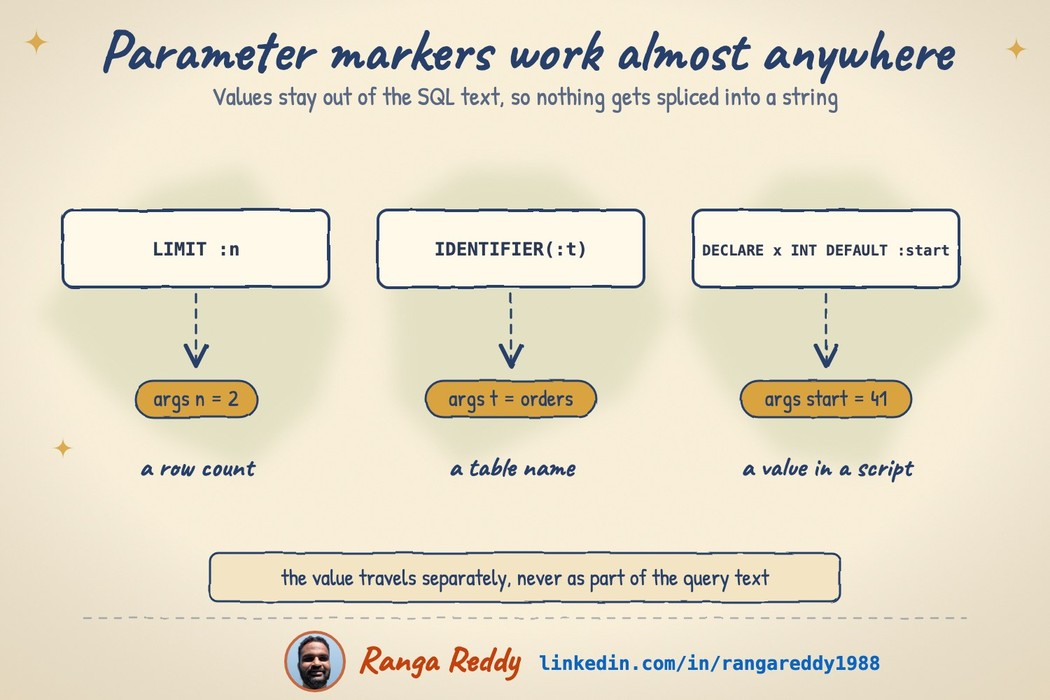 Parameter markers work almost anywhere
Values stay out of the SQL text, so nothing gets spliced into a string
LIMIT :n
IDENTIFIER(:t)
DECLARE x INT DEFAULT :start
args n = 2
args t = orders
args start = 41
a row count
a table name
a value in a script
the value travels separately, never as part of the query text
Ranga Reddy linkedin.com/in/rangareddy1988